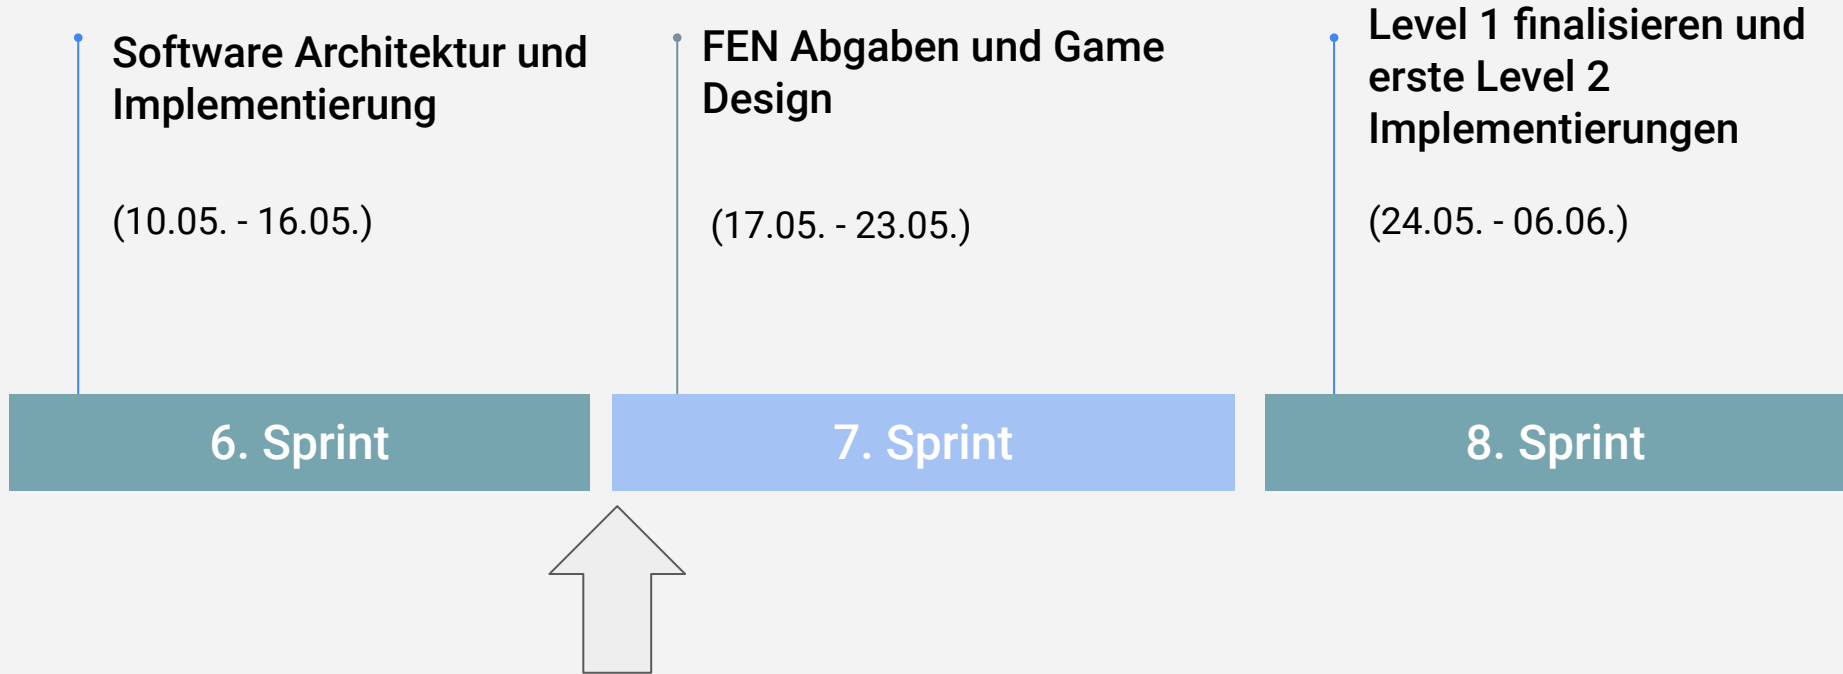 Software Architektur und
Implementierung
(10.05. - 16.05.)
FEN Abgaben und Game
Design
(17.05. - 23.05.)
Level 1 finalisieren und
erste Level 2
Implementierungen
(24.05. - 06.06.)
6. Sprint
7. Sprint
8. Sprint